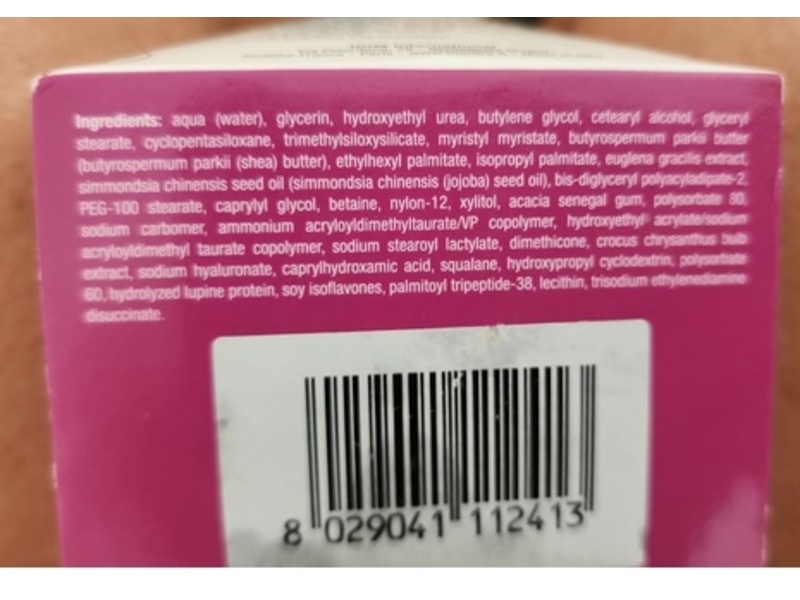 Ingredients: aqua (water), glycerin, hydroxyethyl urea, butylene glycol, cetearyl alcohol, glyceryl
stearate, cyclopentasiloxane, trimethylsiloxysilicate, myristyl myristate, butyrospermum parkii butter
(butyrospermum parkii (shea) butter), ethylhexyl palmitate, isopropyl palmitate, euglena gracilis extract,
simmondsia chinensis seed oil (simmondsia chinensis (jojoba) seed oil), bis-diglyceryl polyacyladipate-2,
PEG-100 stearate, caprylyl glycol, betaine, nylon-12, xylitol, acacia senegal gum, polysorbate 80,
sodium carbomer, ammonium acryloyldimethyltaurate/VP copolymer, hydroxyethyl acrylate/sodium
acryloyldimethyl taurate copolymer, sodium stearoyl lactylate, dimethicone, crocus chrysanthus bulb
extract, sodium hyaluronate, caprylhydroxamic acid, squalane, hydroxypropyl cyclodextrin, polysorbate
60, hydrolyzed lupine protein, soy isoflavones, palmitoyl tripeptide-38, lecithin, trisodium ethylenediamine
disuccinate.
8 029041 112413